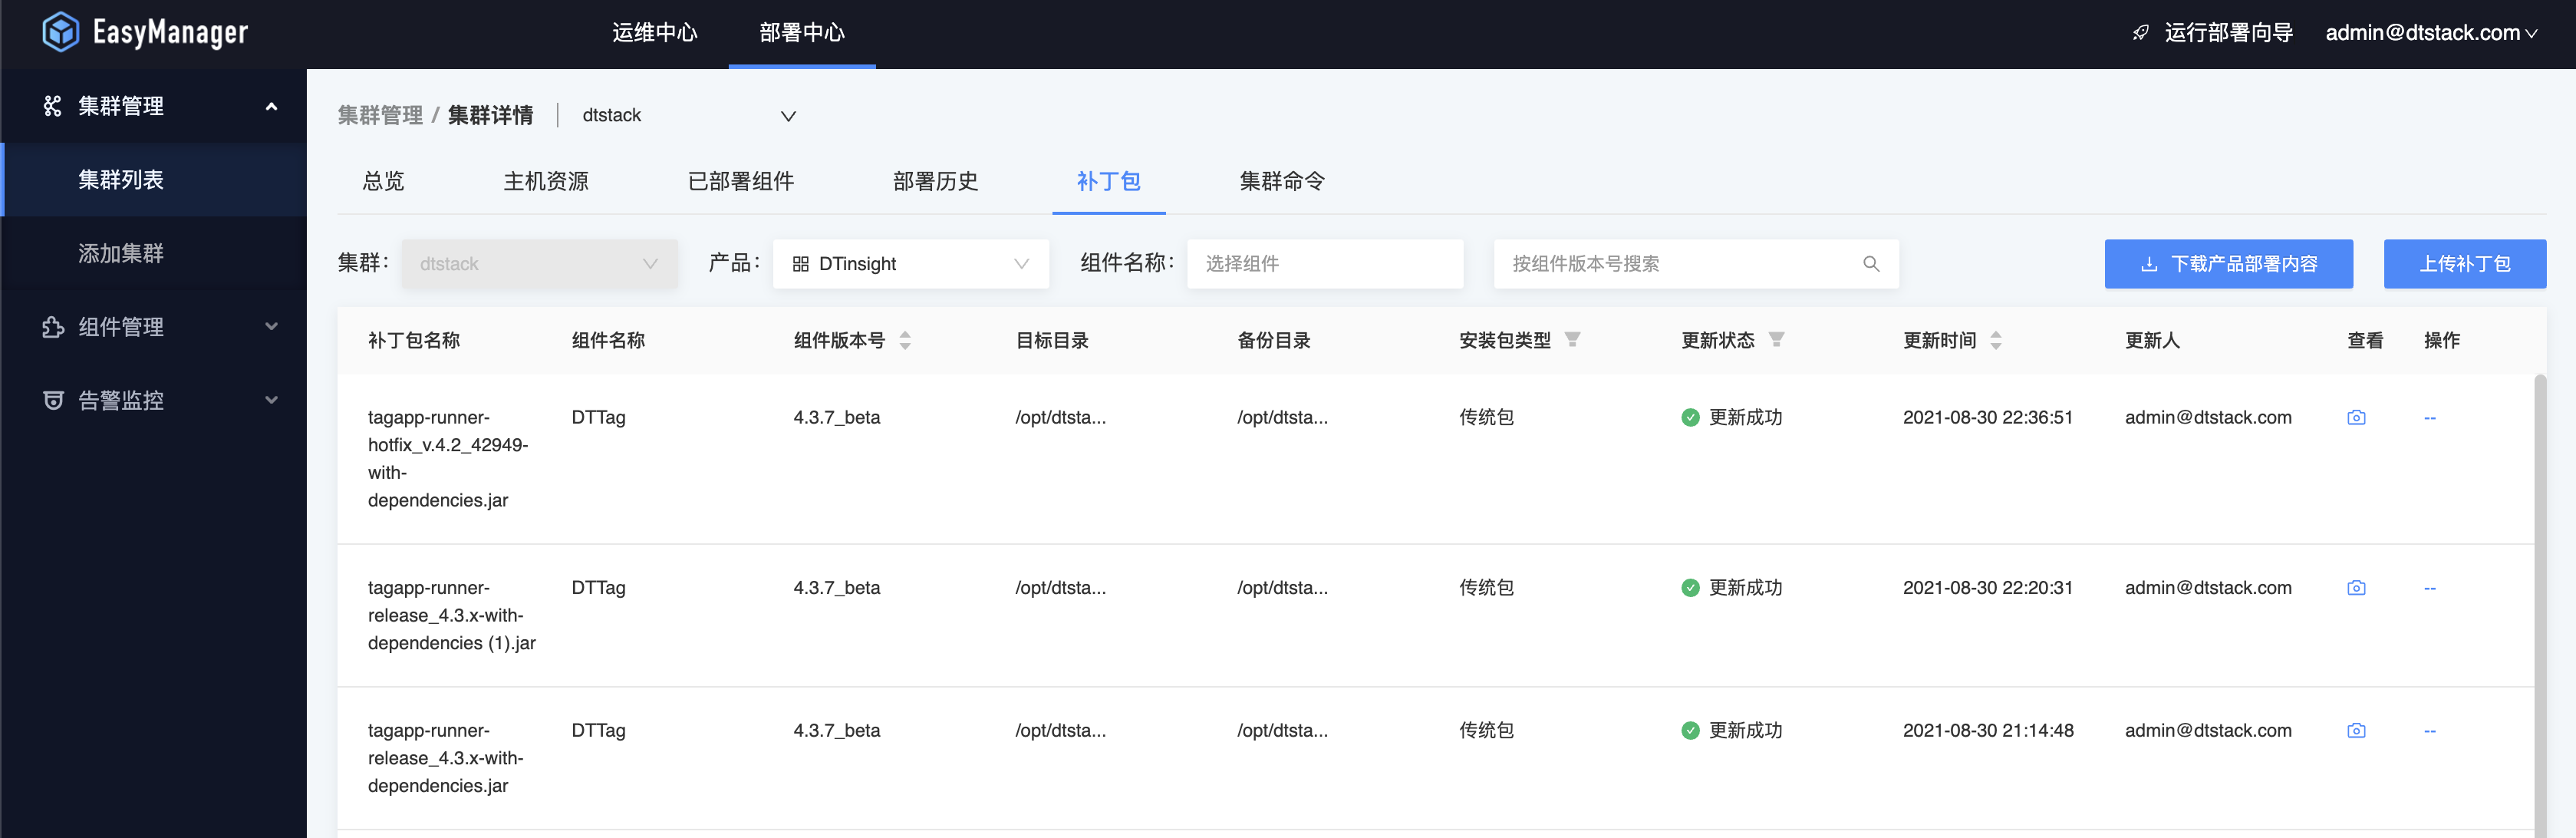 EasyManager
运维中心
部署中心
运行部署向导
admin@dtstack.com
集群管理
集群列表
添加集群
组件管理
告警监控
集群管理 / 集群详情 | dtstack
总览
主机资源
已部署组件
部署历史
补丁包
集群命令
集群: dtstack
产品: DTinsight
组件名称: 选择组件
按组件版本号搜索
下载产品部署内容
上传补丁包
补丁包名称 组件名称 组件版本号 目标目录 备份目录 安装包类型 更新状态 更新时间 更新人 查看 操作
tagapp-runner- DTTag 4.3.7_beta /opt/dtsta... /opt/dtsta... 传统包 更新成功 2021-08-30 22:36:51 admin@dtstack.com --
hotfix_v.4.2_42949-
with-
dependencies.jar
tagapp-runner- DTTag 4.3.7_beta /opt/dtsta... /opt/dtsta... 传统包 更新成功 2021-08-30 22:20:31 admin@dtstack.com --
release_4.3.x-with-
dependencies (1).jar
tagapp-runner- DTTag 4.3.7_beta /opt/dtsta... /opt/dtsta... 传统包 更新成功 2021-08-30 21:14:48 admin@dtstack.com --
release_4.3.x-with-
dependencies.jar